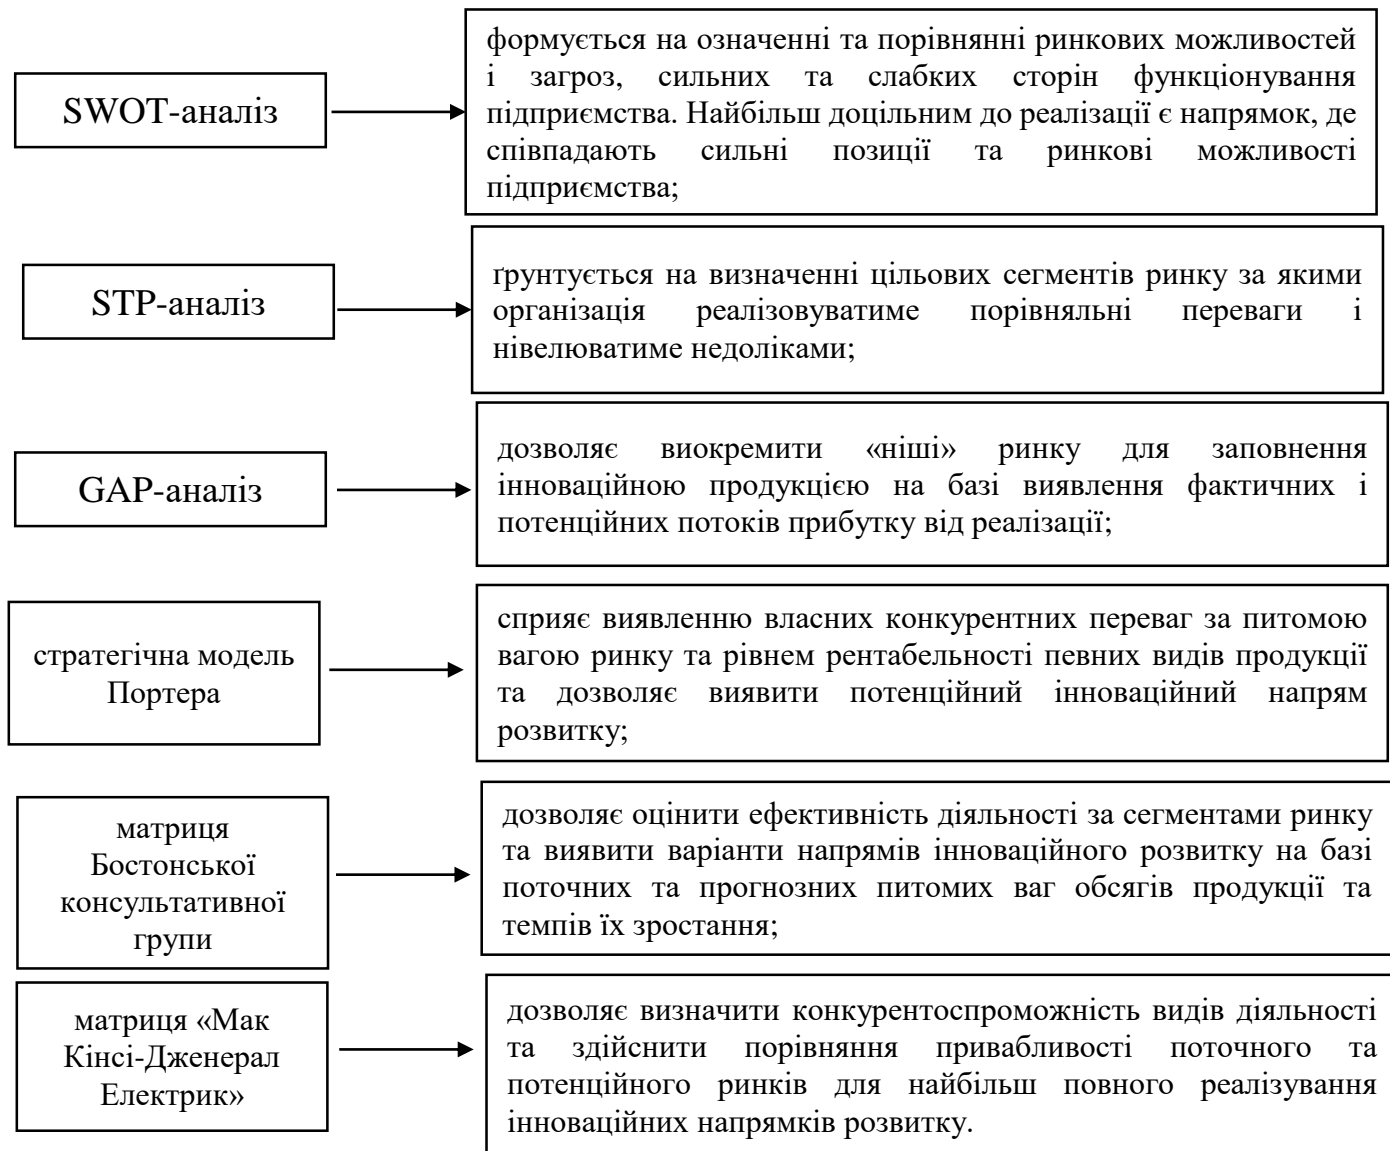 SWOT-аналіз
формується на означенні та порівнянні ринкових можливостей
і загроз, сильних та слабких сторін функціонування
підприємства. Найбільш доцільним до реалізації є напрямок, де
співпадають сильні позиції та ринкові можливості
підприємства;
STP-аналіз
ґрунтується на визначенні цільових сегментів ринку за якими
організація реалізовуватиме порівняльні переваги і
нівелюватиме недоліками;
GAP-аналіз
дозволяє виокремити «ніші» ринку для заповнення
інноваційною продукцією на базі виявлення фактичних і
потенційних потоків прибутку від реалізації;
стратегічна модель
Портера
сприяє виявленню власних конкурентних переваг за питомою
вагою ринку та рівнем рентабельності певних видів продукції
та дозволяє виявити потенційний інноваційний напрям
розвитку;
матриця
Бостонської
консультативної
групи
дозволяє оцінити ефективність діяльності за сегментами ринку
та виявити варіанти напрямів інноваційного розвитку на базі
поточних та прогнозних питомих ваг обсягів продукції та
темпів їх зростання;
матриця «Мак
Кінсі-Дженерал
Електрик»
дозволяє визначити конкурентоспроможність видів діяльності
та здійснити порівняння привабливості поточного та
потенційного ринків для найбільш повного реалізування
інноваційних напрямків розвитку.